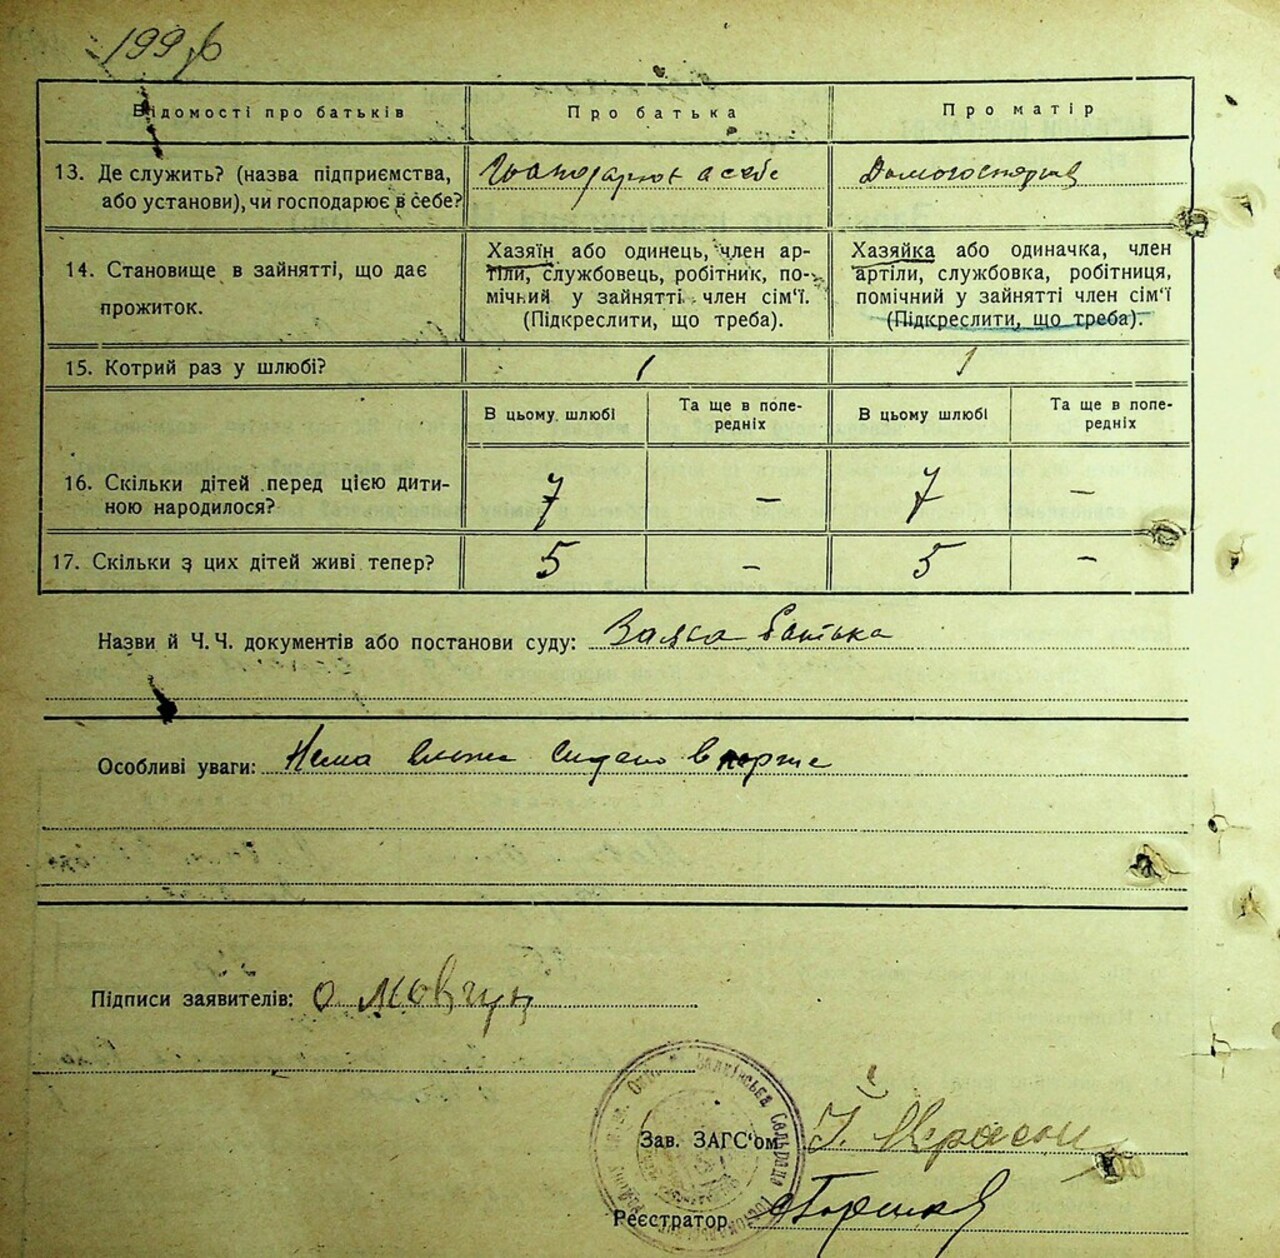 Відомості про батьків
Про батька
Про матір
13. Де служить? (назва підприємства,
або установи), чи господарює в себе?
в себе
14. Становище в зайнятті, що дає
прожиток.
Хазяїн або одинець, член ар-
тіли, службовець, робітник, по-
мічний у зайнятті член сім'ї.
(Підкреслити, що треба).
Хазяйка або одиначка, член
артіли, службовка, робітниця,
помічний у зайнятті член сім'ї
(Підкреслити, що треба).
15. Котрий раз у шлюбі?
1
1
В цьому шлюбі
Та ще в попе-
редніх
В цьому шлюбі
Та ще в попе-
редніх
16. Скільки дітей перед цією дити-
ною народилося?
7
—
7
—
17. Скільки з цих дітей живі тепер?
5
—
5
—
Назви й Ч.Ч. документів або постанови суду: Заява батька
Особливі уваги: Нема вперше
Підписи заявителів: О Мовчун
Зав. ЗАГС'ом
Реєстратор